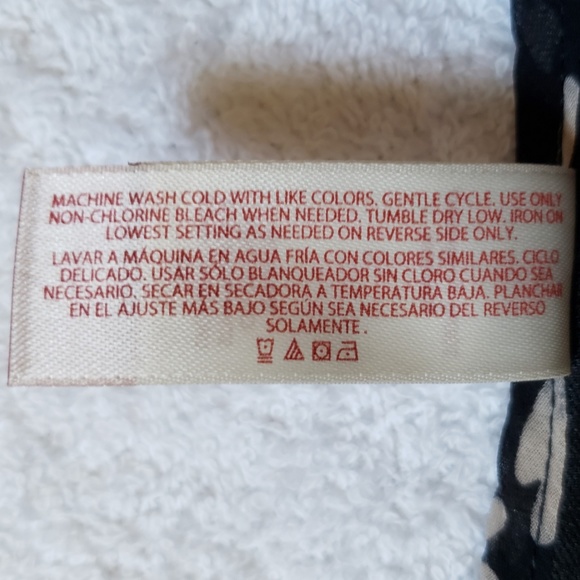 MACHINE WASH COLD WITH LIKE COLORS. GENTLE CYCLE. USE ONLY
NON-CHLORINE BLEACH WHEN NEEDED. TUMBLE DRY LOW. IRON ON
LOWEST SETTING AS NEEDED ON REVERSE SIDE ONLY.
LAVAR A MÁQUINA EN AGUA FRÍA CON COLORES SIMILARES. CICLO
DELICADO. USAR SÓLO BLANQUEADOR SIN CLORO CUANDO SEA
NECESARIO. SECAR EN SECADORA A TEMPERATURA BAJA. PLANCHAR
EN EL AJUSTE MÁS BAJO SEGÚN SEA NECESARIO DEL REVERSO
SOLAMENTE.